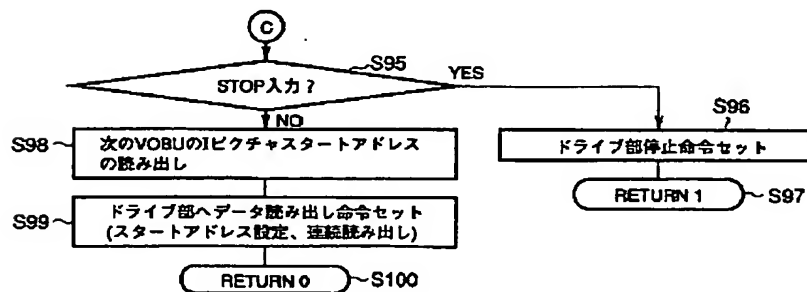 C
STOP入力？
S95
YES
NO
S98
次のVOBUのIピクチャスタートアドレス
の読み出し
S96
ドライブ部停止命令セット
RETURN 1
S97
S99
ドライブ部へデータ読み出し命令セット
(スタートアドレス設定、連続読み出し)
RETURN 0
S100